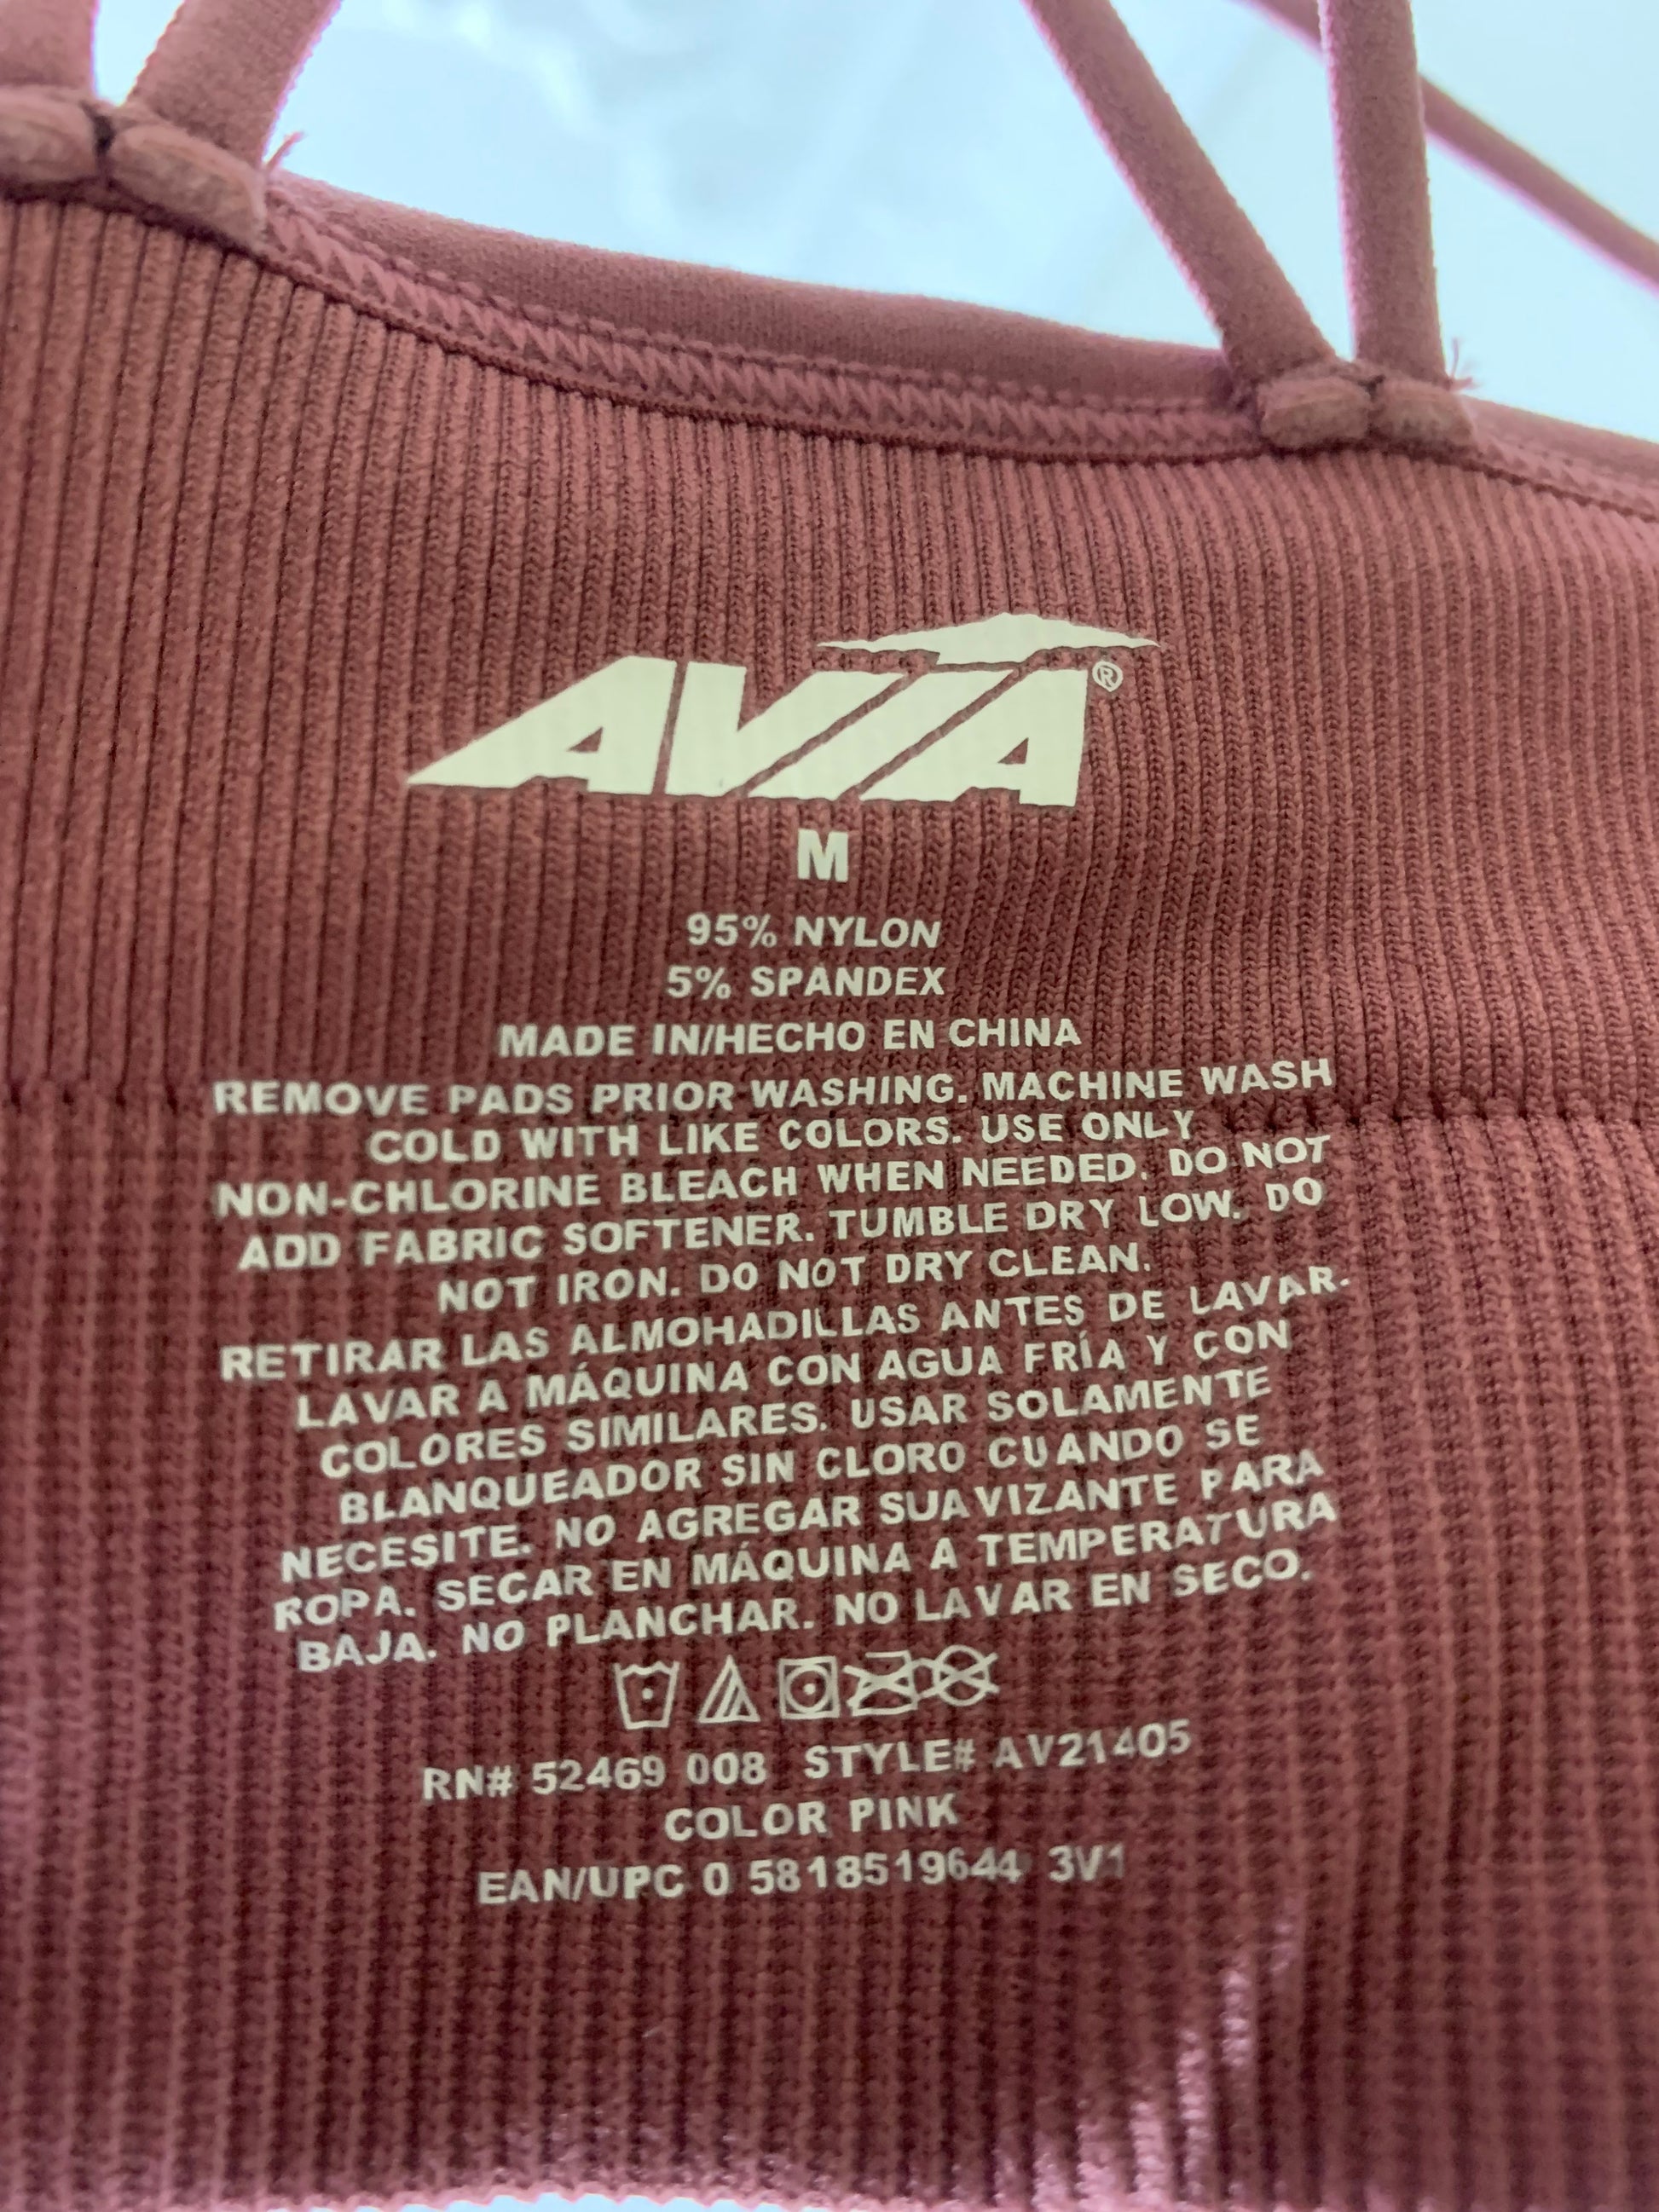 AVIA®
M
95% NYLON
5% SPANDEX
MADE IN/HECHO EN CHINA
REMOVE PADS PRIOR WASHING. MACHINE WASH
COLD WITH LIKE COLORS. USE ONLY
NON-CHLORINE BLEACH WHEN NEEDED. DO NOT
ADD FABRIC SOFTENER. TUMBLE DRY LOW. DO
NOT IRON. DO NOT DRY CLEAN.
RETIRAR LAS ALMOHADILLAS ANTES DE LAVAR.
LAVAR A MÁQUINA CON AGUA FRÍA Y CON
COLORES SIMILARES. USAR SOLAMENTE
BLANQUEADOR SIN CLORO CUANDO SE
NECESITE. NO AGREGAR SUAVIZANTE PARA
ROPA. SECAR EN MÁQUINA A TEMPERATURA
BAJA. NO PLANCHAR. NO LAVAR EN SECO.
RN# 52469 008 STYLE# AV21405
COLOR PINK
EAN/UPC 0 5818519644 3V1